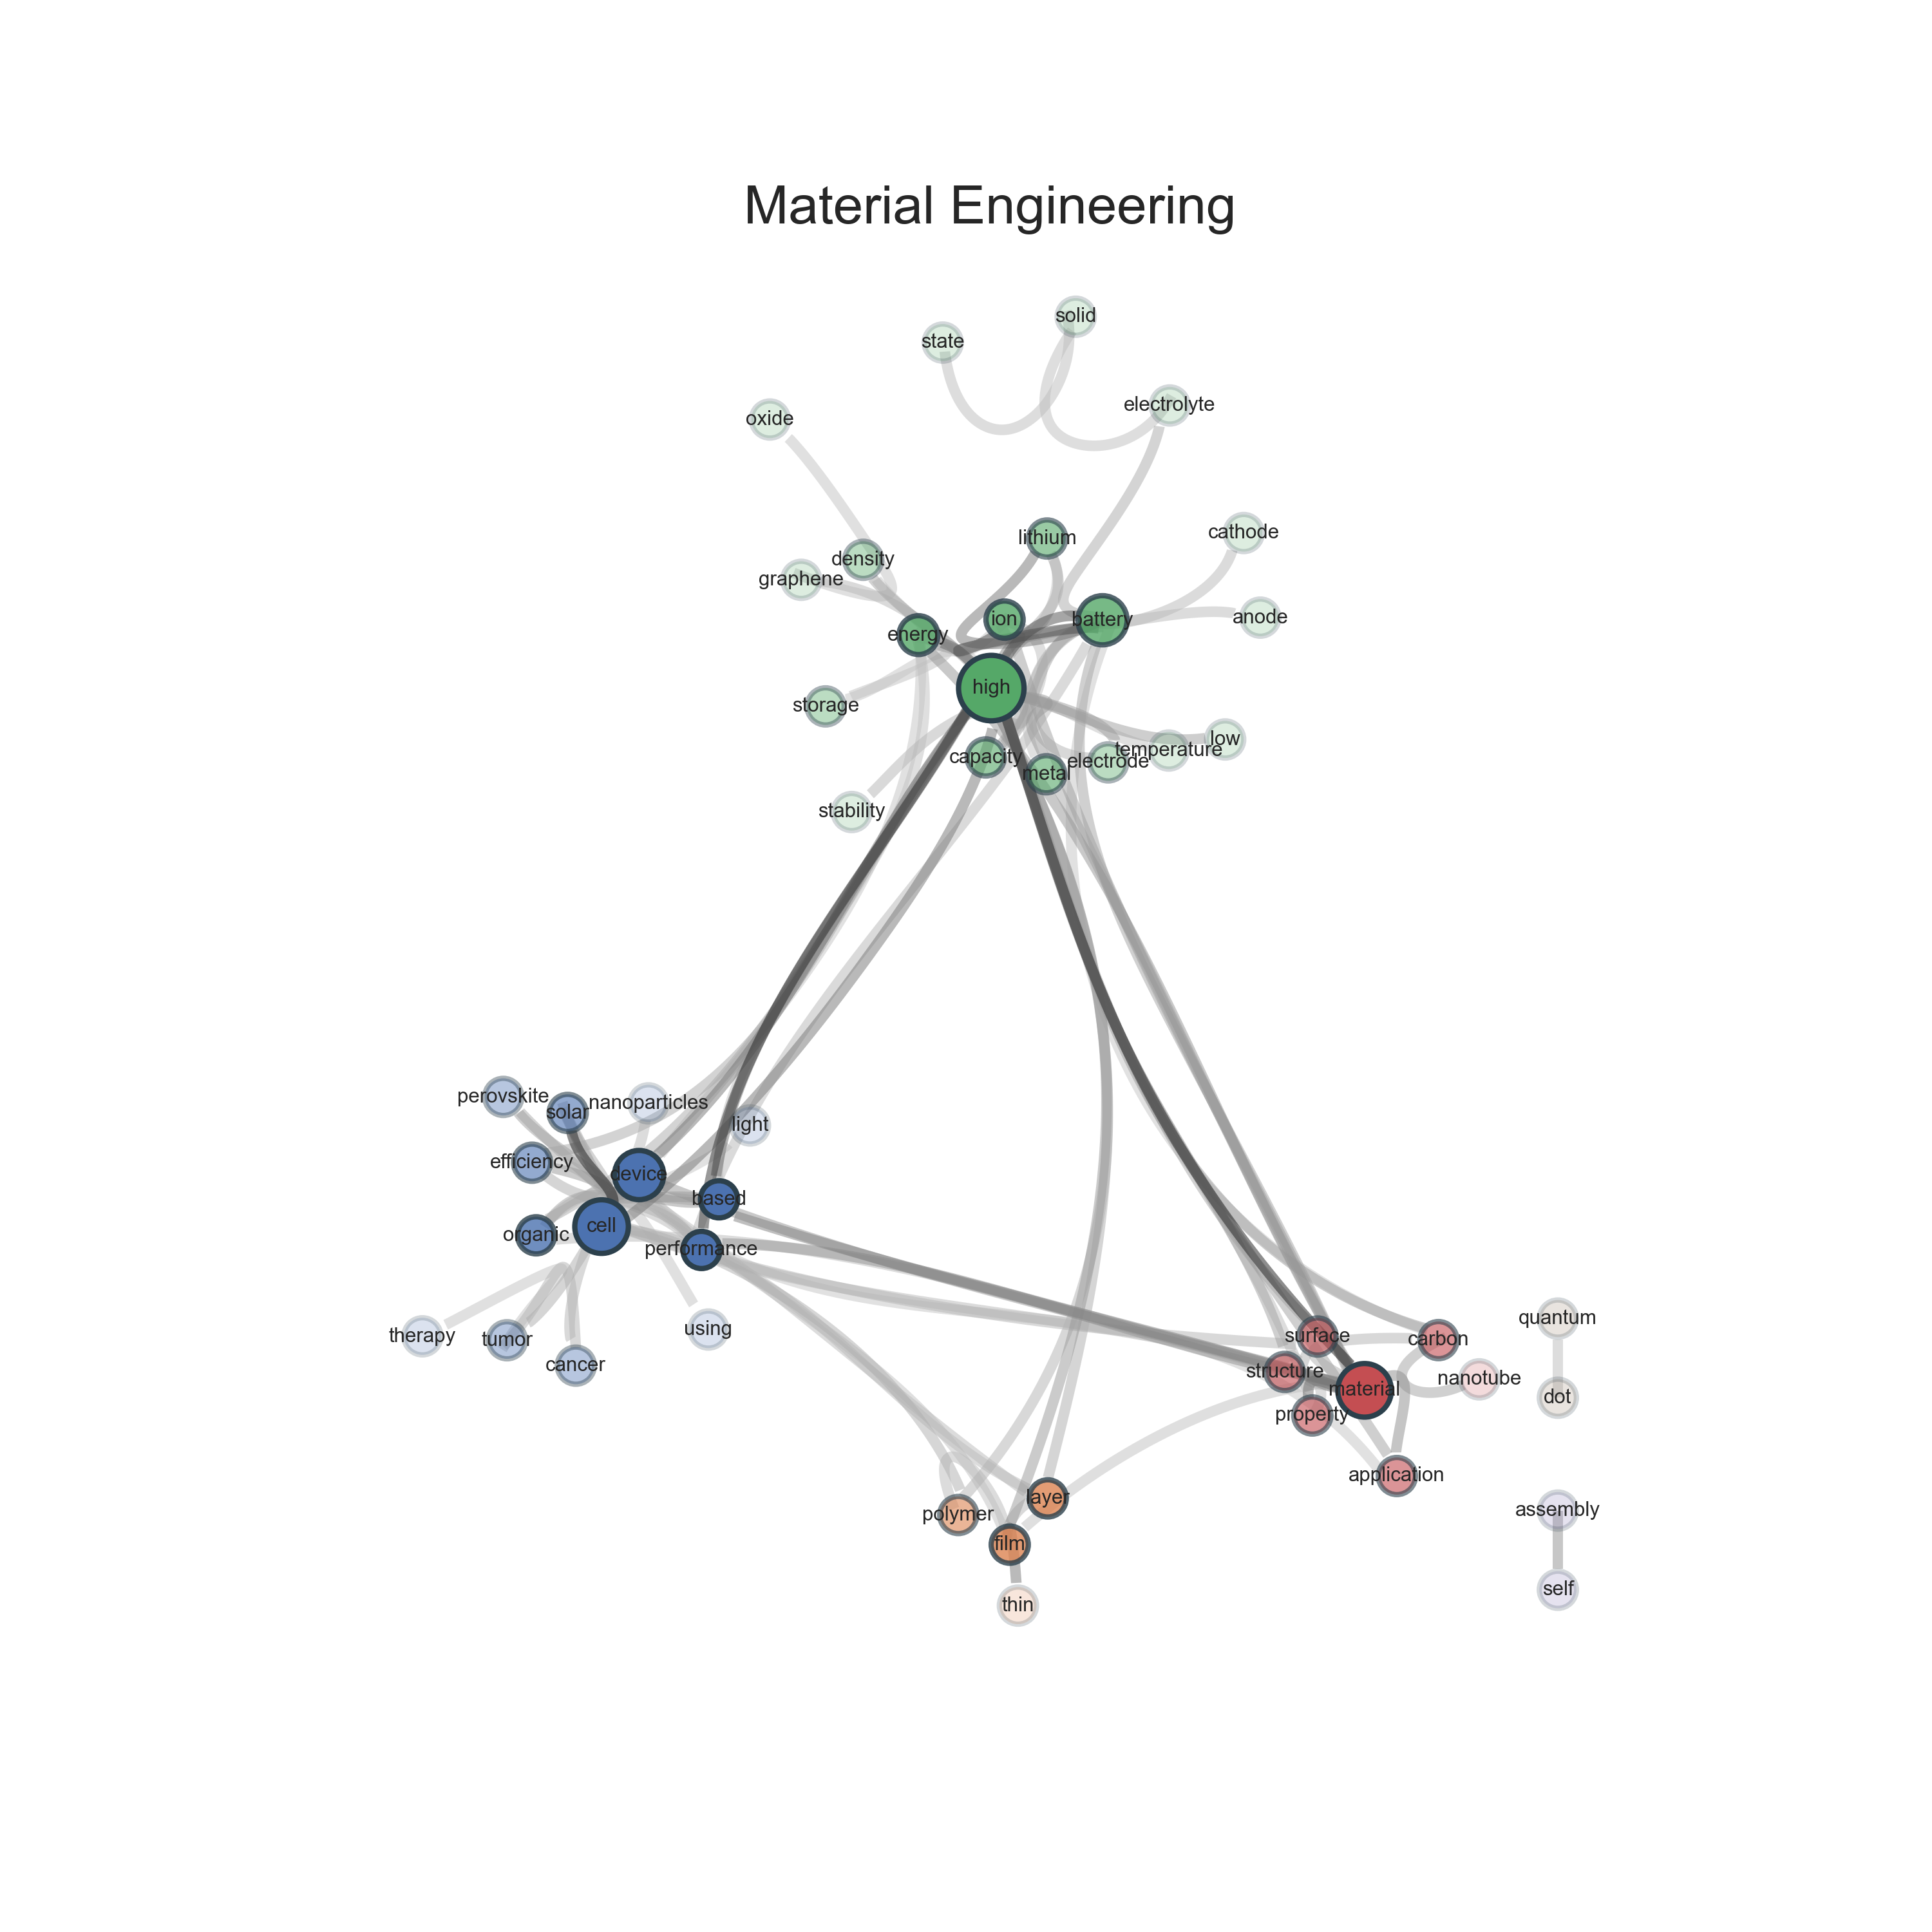 Material Engineering
solid
state
electrolyte
oxide
cathode
lithium
density
graphene
anode
ion
battery
energy
high
storage
low
temperature
capacity
electrode
metal
stability
perovskite
nanoparticles
solar
light
efficiency
device
based
cell
organic
performance
quantum
therapy
tumor
using
surface
carbon
cancer
structure
nanotube
material
dot
property
application
layer
assembly
polymer
film
self
thin